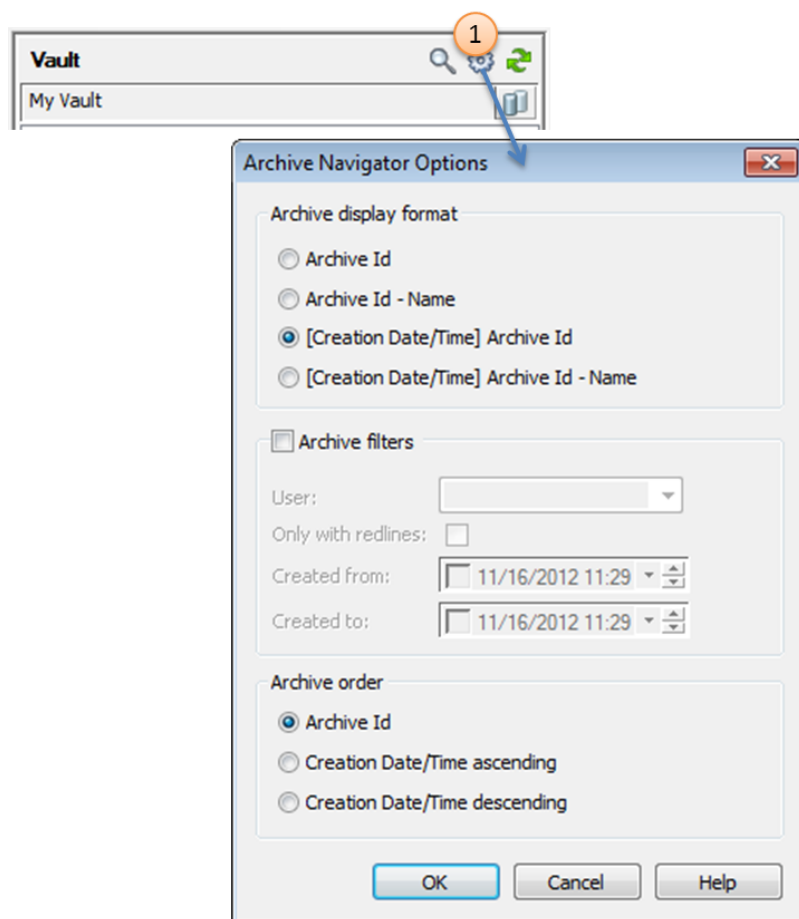 1
Vault
My Vault
Archive Navigator Options
Archive display format
Archive Id
Archive Id - Name
[Creation Date/Time] Archive Id
[Creation Date/Time] Archive Id - Name
Archive filters
User:
Only with redlines:
Created from: 11/16/2012 11:29
Created to: 11/16/2012 11:29
Archive order
Archive Id
Creation Date/Time ascending
Creation Date/Time descending
OK Cancel Help